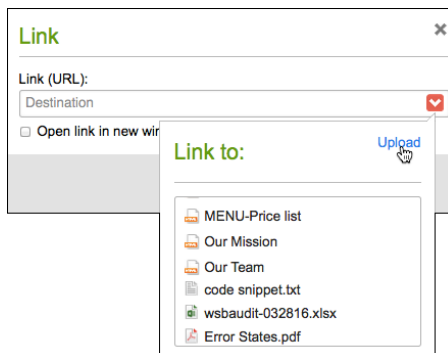 Link
Link (URL):
Destination
Open link in new win
Link to:
Upload
MENU-Price list
Our Mission
Our Team
code snippet.txt
wsbaudit-032816.xlsx
Error States.pdf